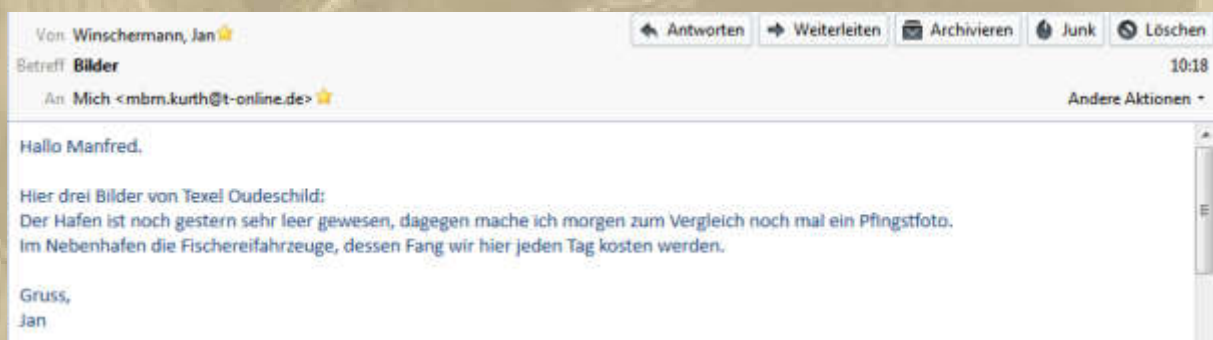 Von Winschermann, Jan Antworten Weiterleiten Archivieren Junk Löschen
Betreff Bilder 10:18
An Mich <mbrn.kurth@t-online.de> Andere Aktionen
Hallo Manfred.
Hier drei Bilder von Texel Oudeschild:
Der Hafen ist noch gestern sehr leer gewesen, dagegen mache ich morgen zum Vergleich noch mal ein Pfingstfoto.
Im Nebenhafen die Fischereifahrzeuge, dessen Fang wir hier jeden Tag kosten werden.
Gruss,
Jan